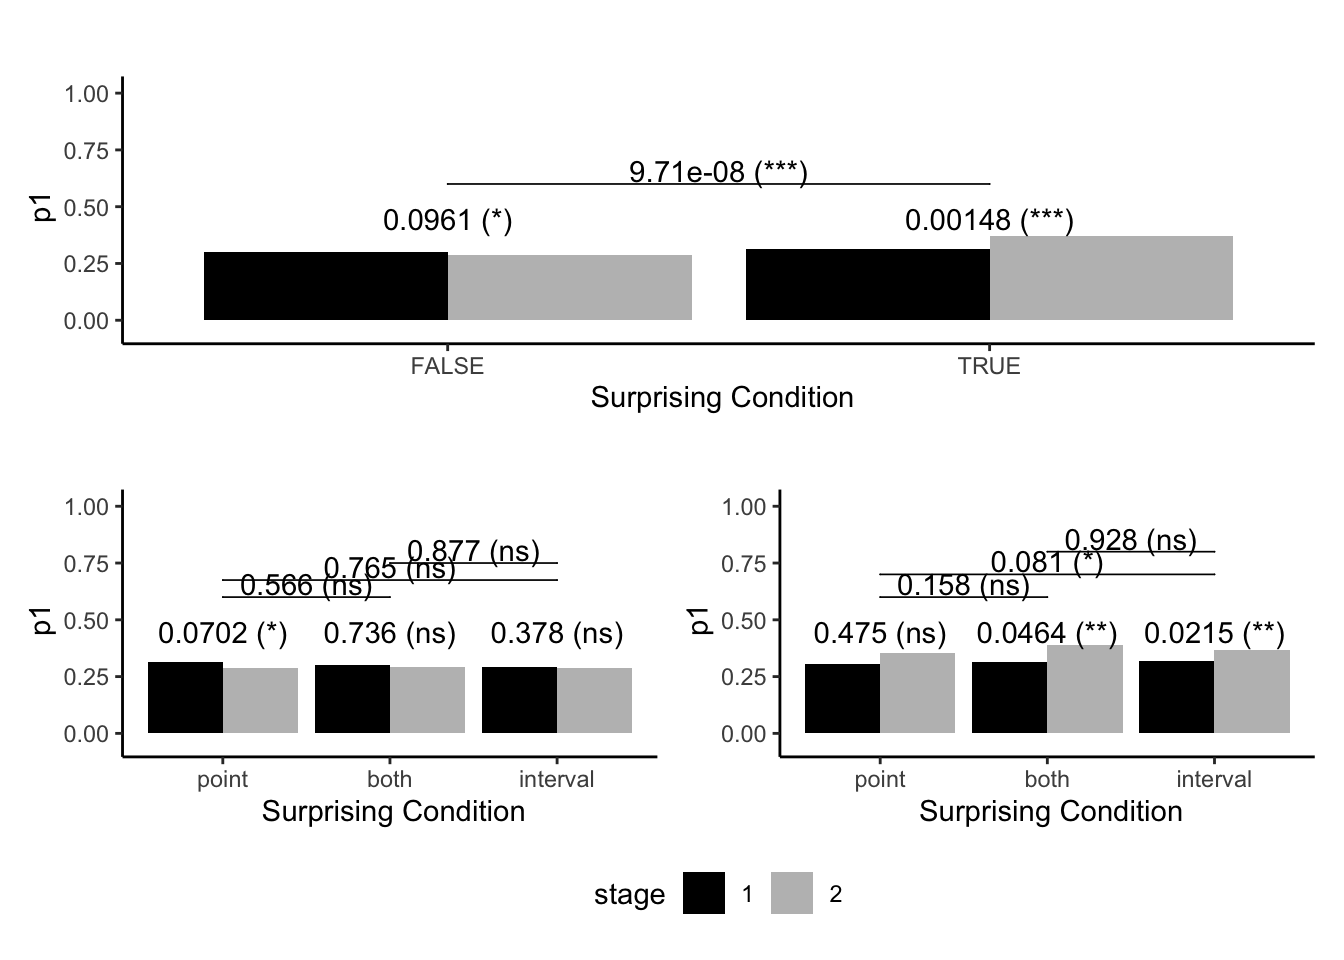 1.00
0.75
0.50
0.25
0.00
p1
9.71e-08 (***)
0.0961 (*)
0.00148 (***)
FALSE
TRUE
Surprising Condition
1.00
0.75
0.50
0.25
0.00
p1
0.877 (ns)
0.765 (ns)
0.566 (ns)
0.0702 (*)
0.736 (ns)
0.378 (ns)
point
both
interval
Surprising Condition
1.00
0.75
0.50
0.25
0.00
p1
0.928 (ns)
0.081 (*)
0.158 (ns)
0.475 (ns)
0.0464 (**)
0.0215 (**)
point
both
interval
Surprising Condition
stage 1 2